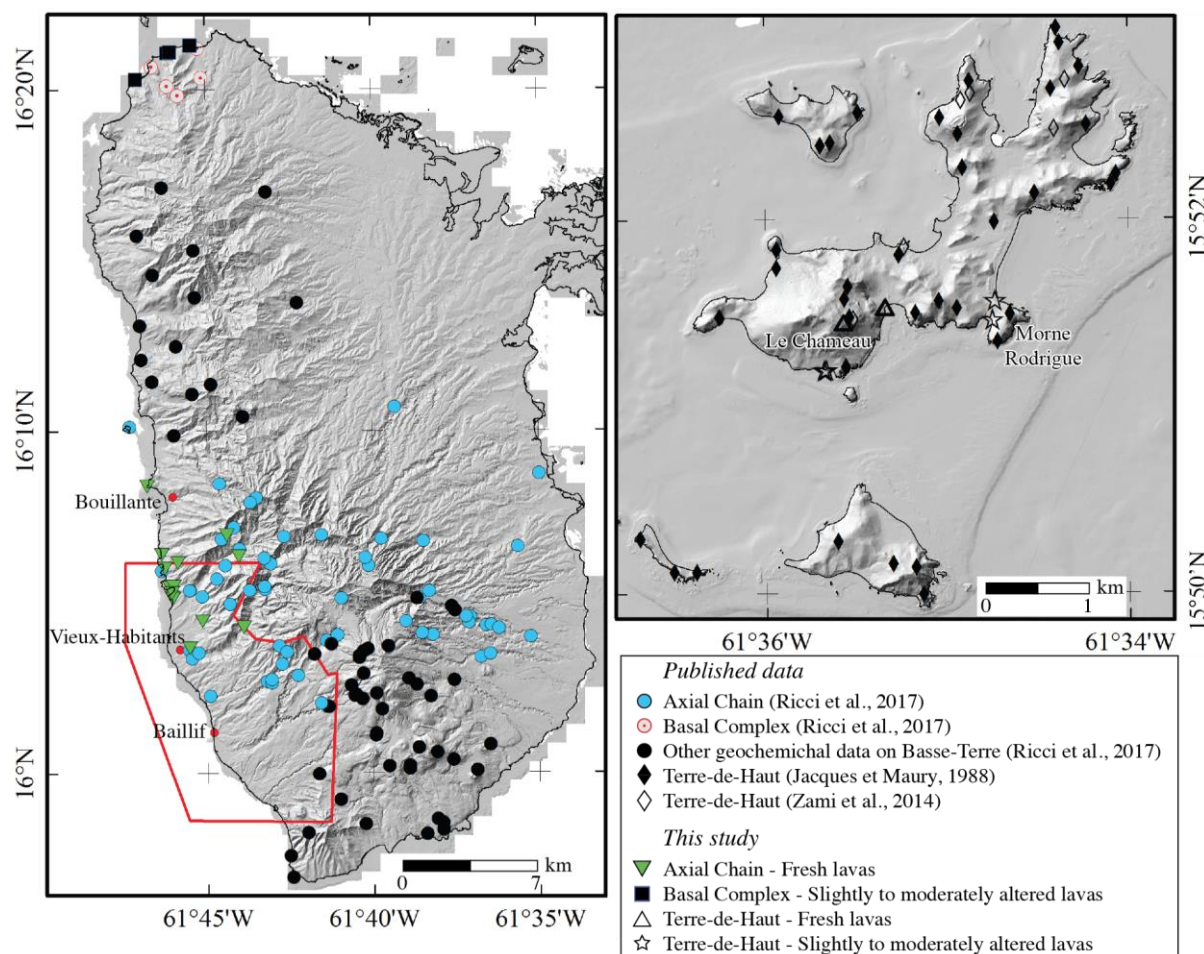 16°20'N
16°10'N
16°N
Bouillante
Vieux-Habitants
Baillif
km
0
7
61°45'W
61°40'W
61°35'W
15°52'N
15°50'N
Le Chameau
Morne
Rodrigue
km
0
1
61°36'W
61°34'W
Published data
Axial Chain (Ricci et al., 2017)
Basal Complex (Ricci et al., 2017)
Other geochemichal data on Basse-Terre (Ricci et al., 2017)
Terre-de-Haut (Jacques et Maury, 1988)
Terre-de-Haut (Zami et al., 2014)
This study
Axial Chain - Fresh lavas
Basal Complex - Slightly to moderately altered lavas
Terre-de-Haut - Fresh lavas
Terre-de-Haut - Slightly to moderately altered lavas